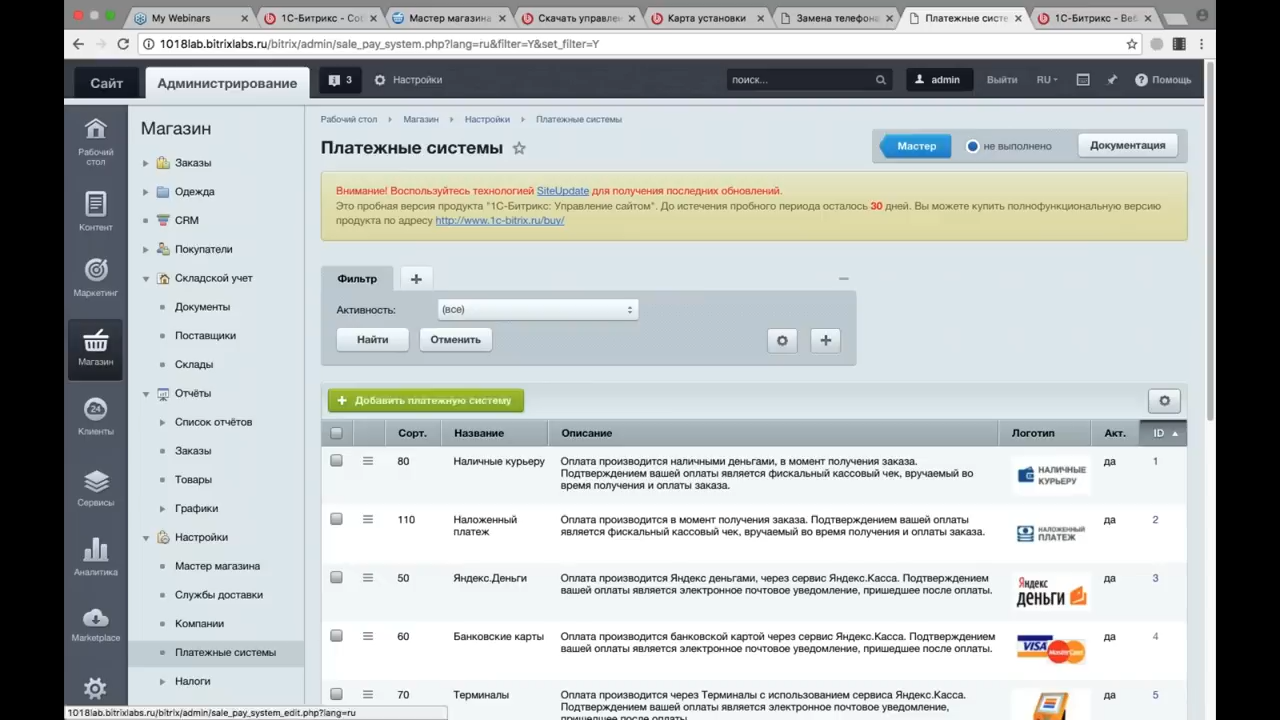 My Webinars
1С-Битрикс - Соб
Мастер магазина
Скачать управлен
Карта установки
Замена телефона
Платежные систе
1С-Битрикс - Веб
1018lab.bitrixlabs.ru/bitrix/admin/sale_pay_system.php?lang=ru&filter=Y&set_filter=Y
Сайт
Администрирование
3
Настройки
поиск...
admin
Выйти
RU
Помощь
Рабочий стол
Контент
Маркетинг
Магазин
24
Клиенты
Сервисы
Аналитика
Marketplace
Магазин
Заказы
Одежда
CRM
Покупатели
Складской учет
Документы
Поставщики
Склады
Отчёты
Список отчётов
Заказы
Товары
Графики
Настройки
Мастер магазина
Службы доставки
Компании
Платежные системы
Налоги
Рабочий стол
Магазин
Настройки
Платежные системы
Платежные системы
Мастер
не выполнено
Документация
Внимание! Воспользуйтесь технологией SiteUpdate для получения последних обновлений.
Это пробная версия продукта "1С-Битрикс: Управление сайтом". До истечения пробного периода осталось 30 дней. Вы можете купить полнофункциональную версию
продукта по адресу http://www.1c-bitrix.ru/buy/
Фильтр
Активность:
(все)
Найти
Отменить
Добавить платежную систему
Сорт. Название Описание Логотип Акт. ID
80 Наличные курьеру Оплата производится наличными деньгами, в момент получения заказа. НАЛИЧНЫЕ да 1
Подтверждением вашей оплаты является фискальный кассовый чек, вручаемый во КУРЬЕРУ
время получения и оплаты заказа.
110 Наложенный Оплата производится в момент получения заказа. Подтверждением вашей оплаты НАЛОЖЕННЫЙ да 2
платеж является фискальный кассовый чек, вручаемый во время получения и оплаты заказа. ПЛАТЕЖ
50 Яндекс.Деньги Оплата производится Яндекс деньгами, через сервис Яндекс.Касса. Подтверждением Яндекс да 3
вашей оплаты является электронное почтовое уведомление, пришедшее после оплаты. деньги
60 Банковские карты Оплата производится банковской картой через сервис Яндекс.Касса. Подтверждением VISA да 4
вашей оплаты является электронное почтовое уведомление, пришедшее после оплаты. MasterCard
70 Терминалы Оплата производится через Терминалы с использованием сервиса Яндекс.Касса. да 5
Подтверждением вашей оплаты является электронное почтовое уведомление,
пришедшее после оплаты.
1018lab.bitrixlabs.ru/bitrix/admin/sale_pay_system_edit.php?lang=ru